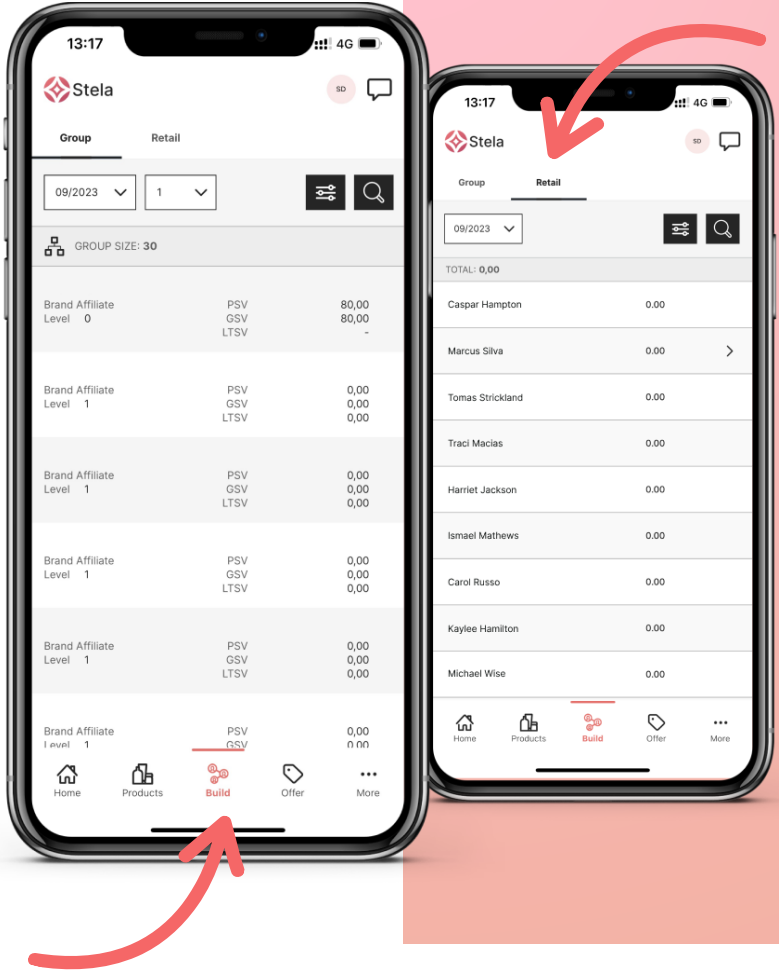 13:17
4G
Stela
SD
Group Retail
09/2023 1
GROUP SIZE: 30
Brand Affiliate PSV 80,00
Level 0 GSV 80,00
LTSV -
Brand Affiliate PSV 0,00
Level 1 GSV 0,00
LTSV 0,00
Brand Affiliate PSV 0,00
Level 1 GSV 0,00
LTSV 0,00
Brand Affiliate PSV 0,00
Level 1 GSV 0,00
LTSV 0,00
Brand Affiliate PSV 0,00
Level 1 GSV 0,00
LTSV 0,00
Brand Affiliate PSV 0,00
Level 1 GSV 0,00
Home Products Build Offer More
13:17
4G
Stela
SD
Group Retail
09/2023
TOTAL: 0,00
Caspar Hampton 0.00
Marcus Silva 0.00
Tomas Strickland 0.00
Traci Macias 0.00
Harriet Jackson 0.00
Ismael Mathews 0.00
Carol Russo 0.00
Kaylee Hamilton 0.00
Michael Wise 0.00
Home Products Build Offer More